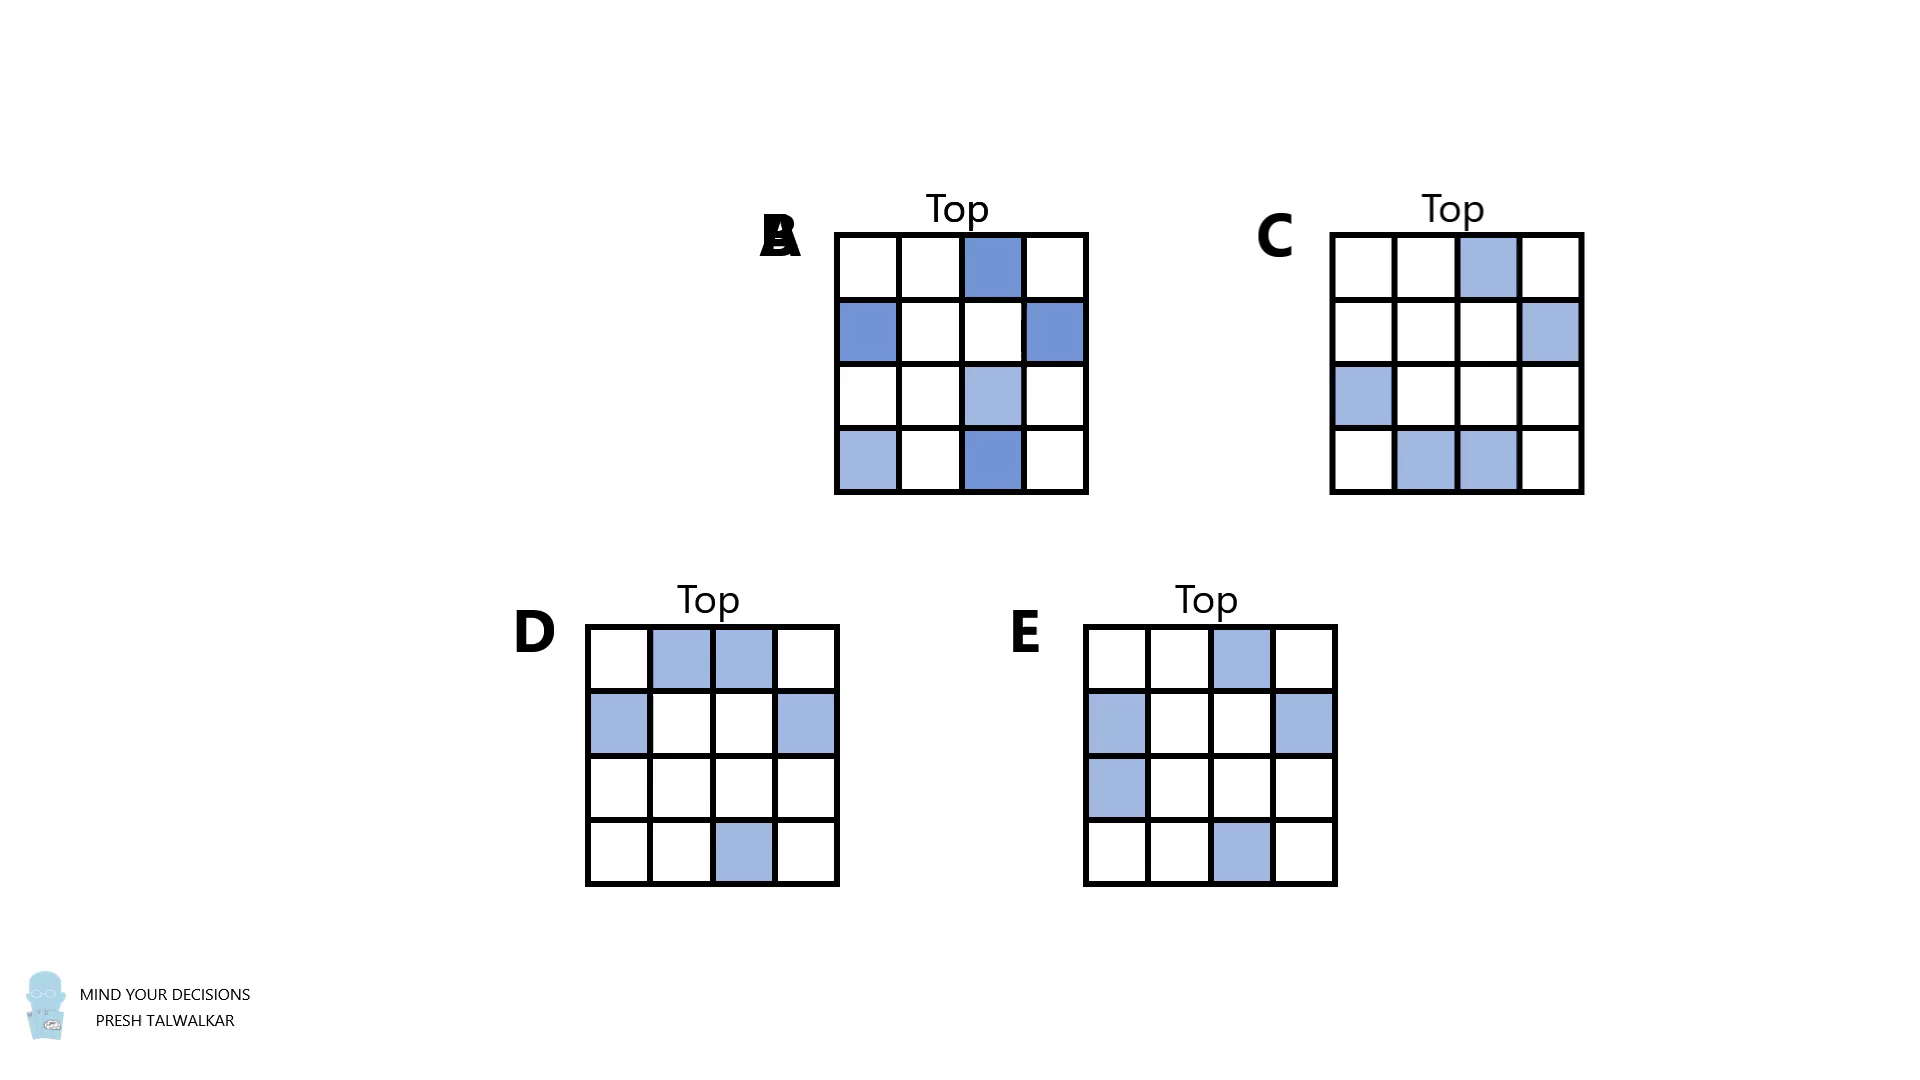 Top
Top
C
Top
Top
D
E
MIND YOUR DECISIONS
PRESH TALWALKAR